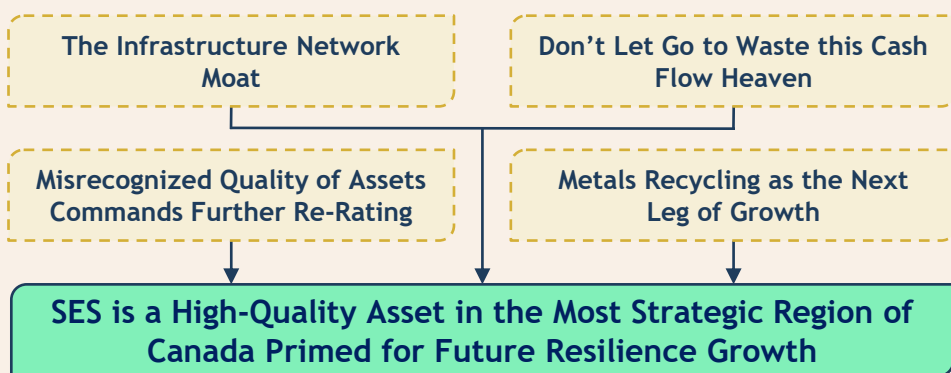 The Infrastructure Network
Moat
Don't Let Go to Waste this Cash
Flow Heaven
Misrecognized Quality of Assets
Commands Further Re-Rating
Metals Recycling as the Next
Leg of Growth
SES is a High-Quality Asset in the Most Strategic Region of
Canada Primed for Future Resilience Growth